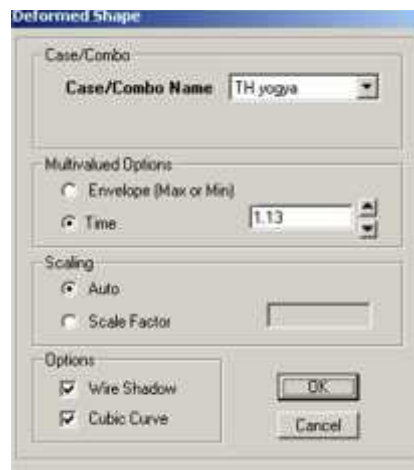 Deformed Shape
Case/Combo
Case/Combo Name TH yogya
Multivalued Options
Envelope (Max or Min)
Time 1.13
Scaling
Auto
Scale Factor
Options
Wire Shadow
Cubic Curve
OK
Cancel